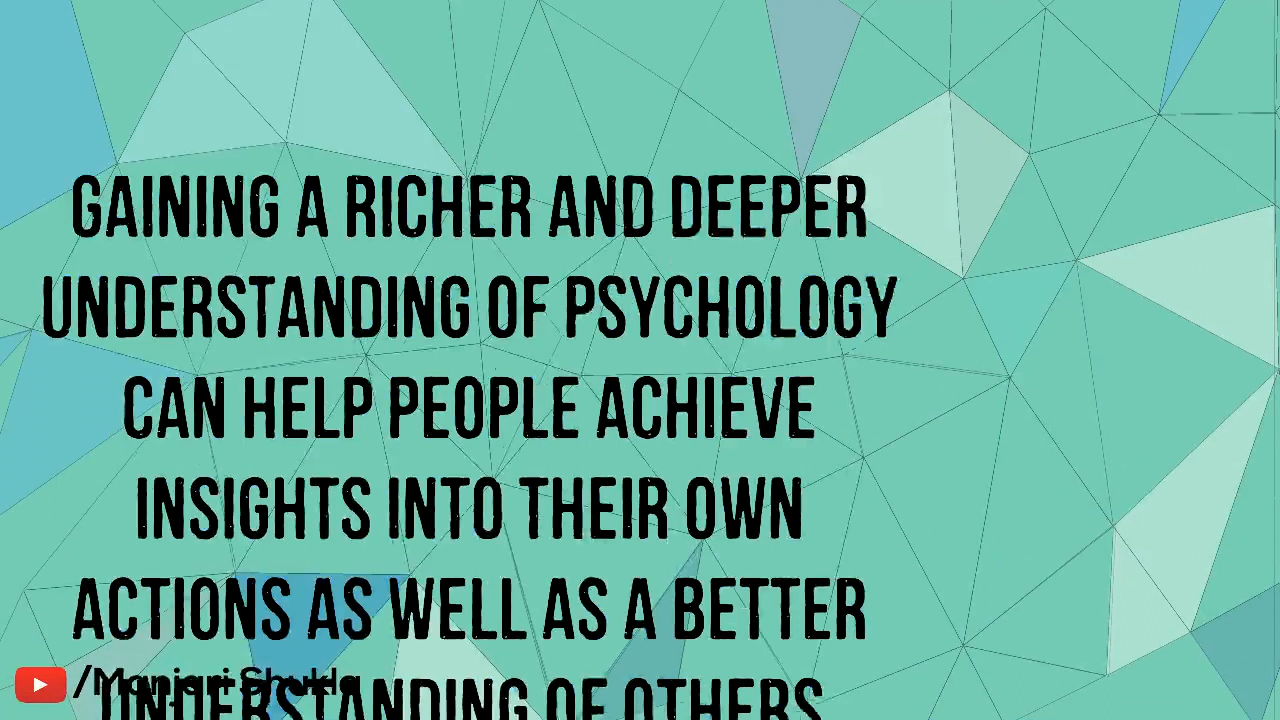 GAINING A RICHER AND DEEPER
UNDERSTANDING OF PSYCHOLOGY
CAN HELP PEOPLE ACHIEVE
INSIGHTS INTO THEIR OWN
ACTIONS AS WELL AS A BETTER
UNDERSTANDING OF OTHERS
/Manjari Shukla